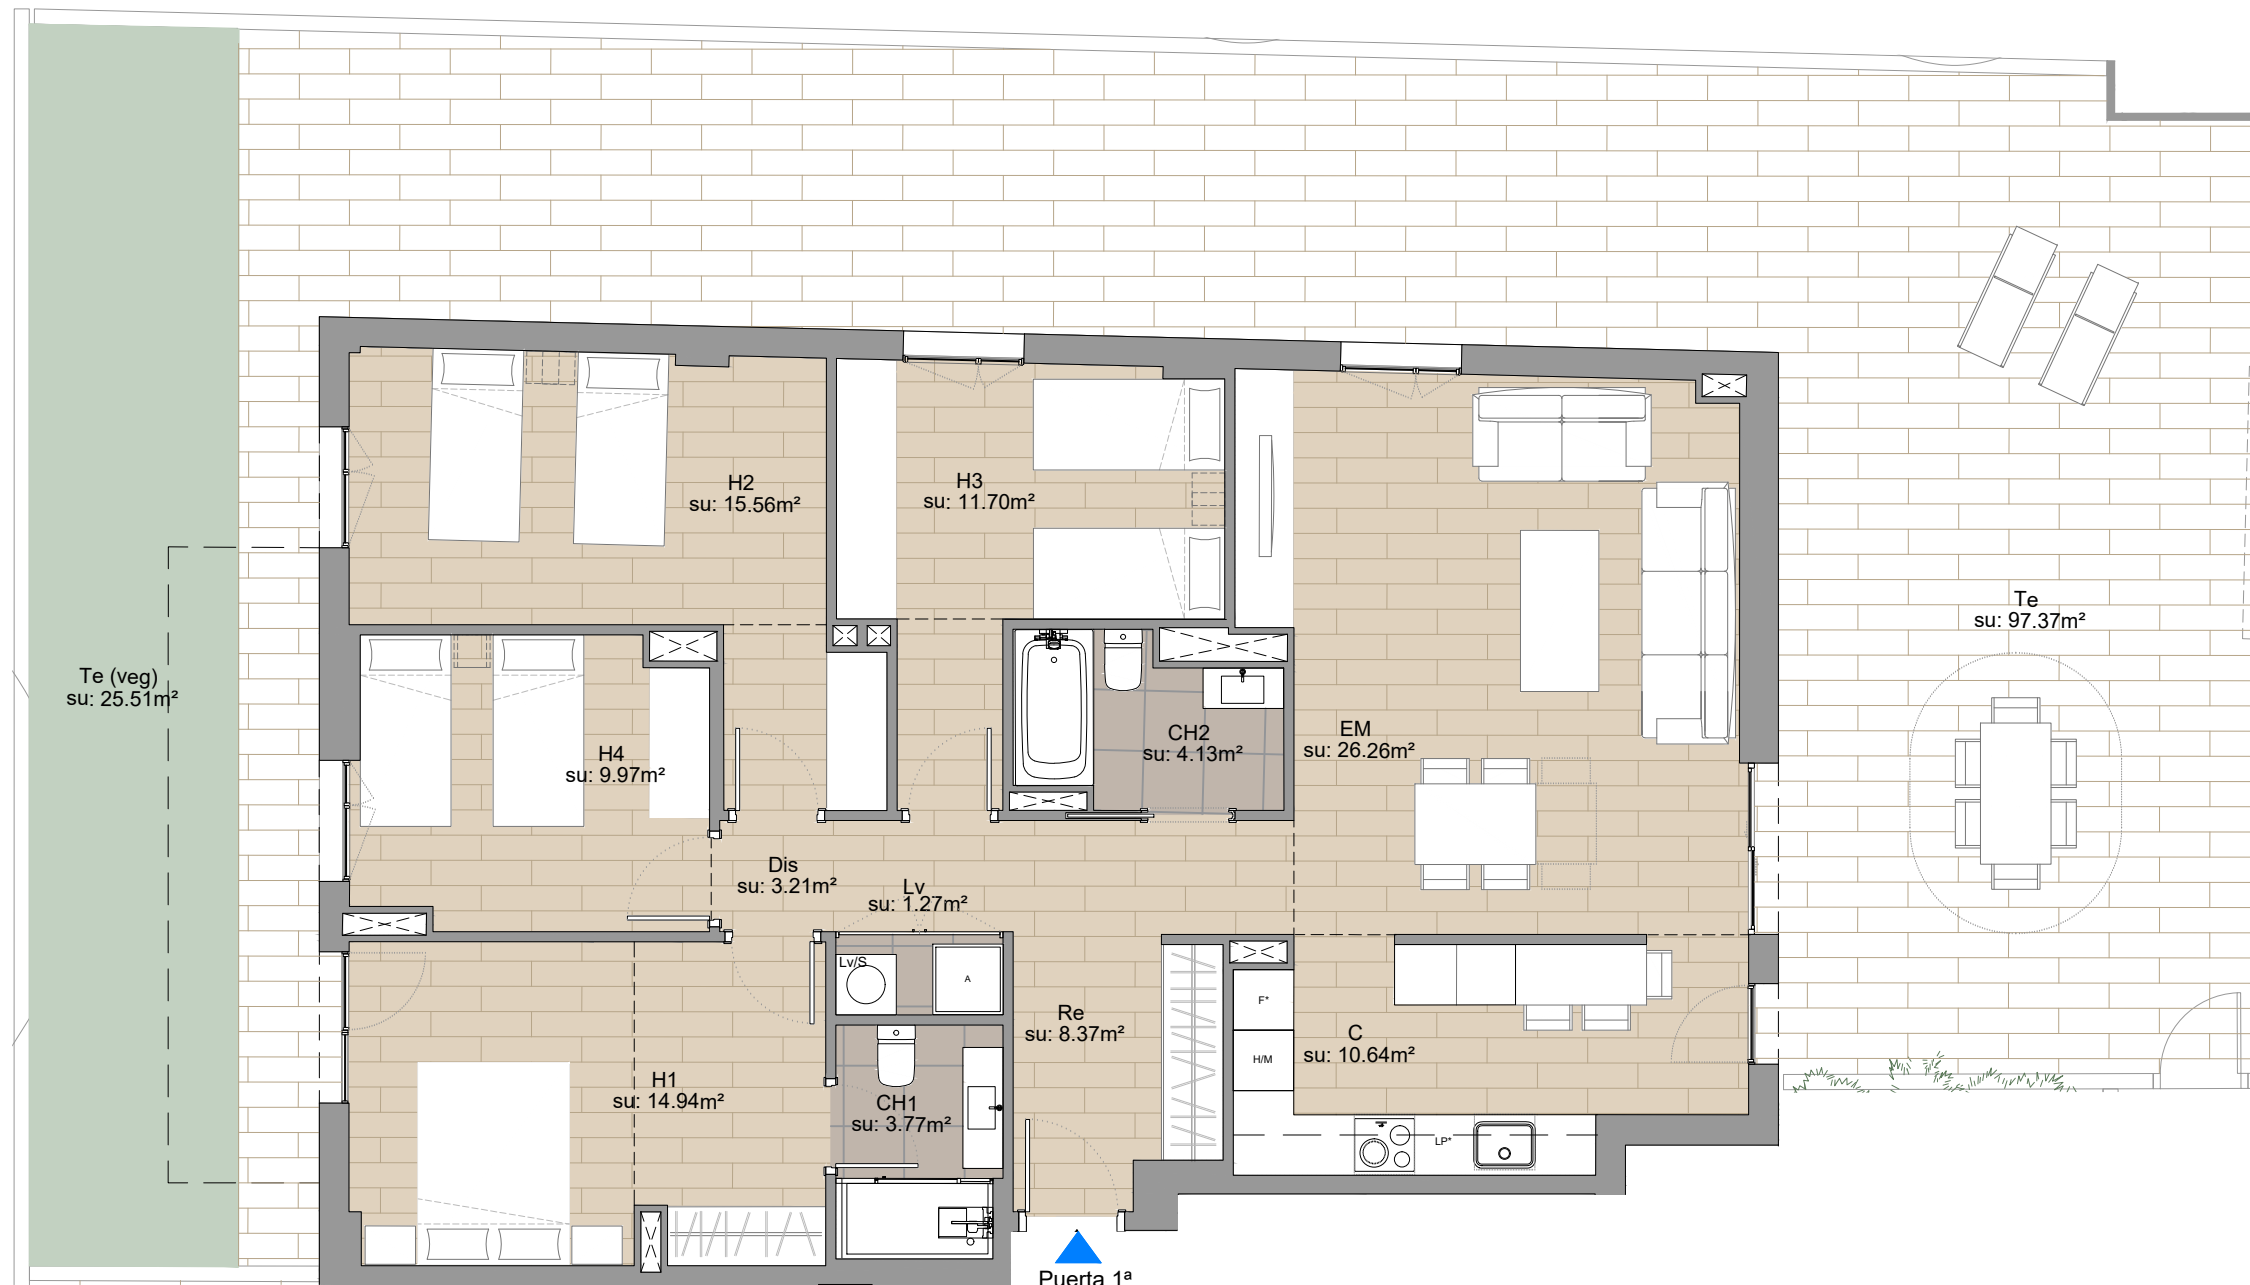 H2
su: 15.56m²
H3
su: 11.70m²
Te
su: 97.37m²
Te (veg)
su: 25.51m²
H4
su: 9.97m²
CH2
su: 4.13m²
EM
su: 26.26m²
Dis
su: 3.21m²
Lv
su: 1.27m²
Lv/S
A
F*
H/M
Re
su: 8.37m²
C
su: 10.64m²
H1
su: 14.94m²
CH1
su: 3.77m²
LP*
Puerta 1ª